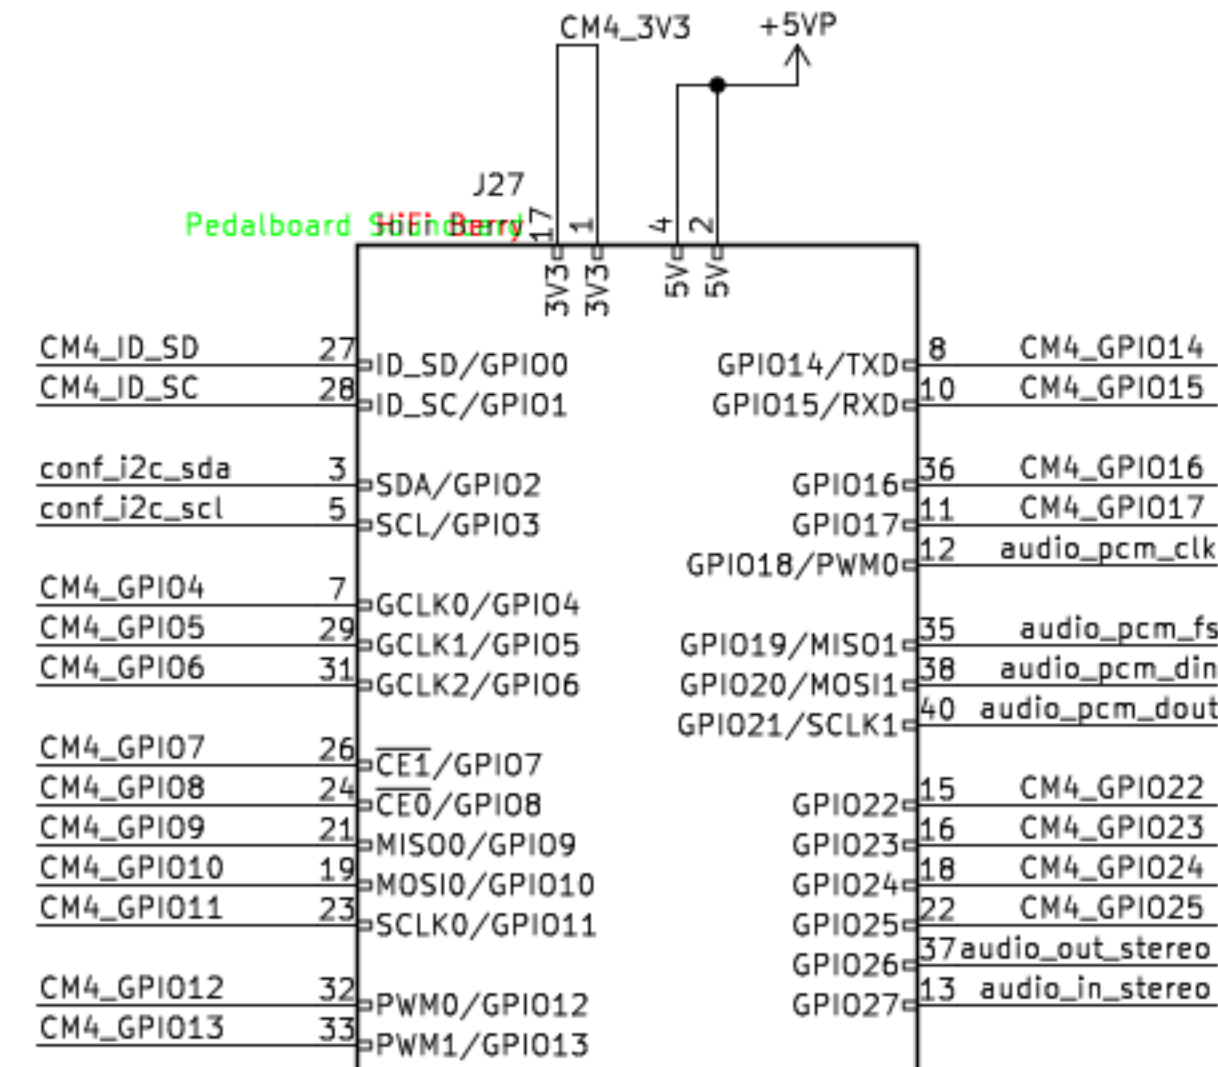 CM4_3V3 +5VP
J27
Pedalboard HiFi Berry
17 1 4 2
3V3 3V3 5V 5V
CM4_ID_SD 27 ID_SD/GPIO0 GPIO14/TXD 8 CM4_GPIO14
CM4_ID_SC 28 ID_SC/GPIO1 GPIO15/RXD 10 CM4_GPIO15
conf_i2c_sda 3 SDA/GPIO2 GPIO16 36 CM4_GPIO16
conf_i2c_scl 5 SCL/GPIO3 GPIO17 11 CM4_GPIO17
GPIO18/PWM0 12 audio_pcm_clk
CM4_GPIO4 7 GCLK0/GPIO4
CM4_GPIO5 29 GCLK1/GPIO5 GPIO19/MISO1 35 audio_pcm_fs
CM4_GPIO6 31 GCLK2/GPIO6 GPIO20/MOSI1 38 audio_pcm_din
GPIO21/SCLK1 40 audio_pcm_dout
CM4_GPIO7 26 CE1/GPIO7
CM4_GPIO8 24 CE0/GPIO8 GPIO22 15 CM4_GPIO22
CM4_GPIO9 21 MISO0/GPIO9 GPIO23 16 CM4_GPIO23
CM4_GPIO10 19 MOSI0/GPIO10 GPIO24 18 CM4_GPIO24
CM4_GPIO11 23 SCLK0/GPIO11 GPIO25 22 CM4_GPIO25
GPIO26 37 audio_out_stereo
CM4_GPIO12 32 PWM0/GPIO12 GPIO27 13 audio_in_stereo
CM4_GPIO13 33 PWM1/GPIO13